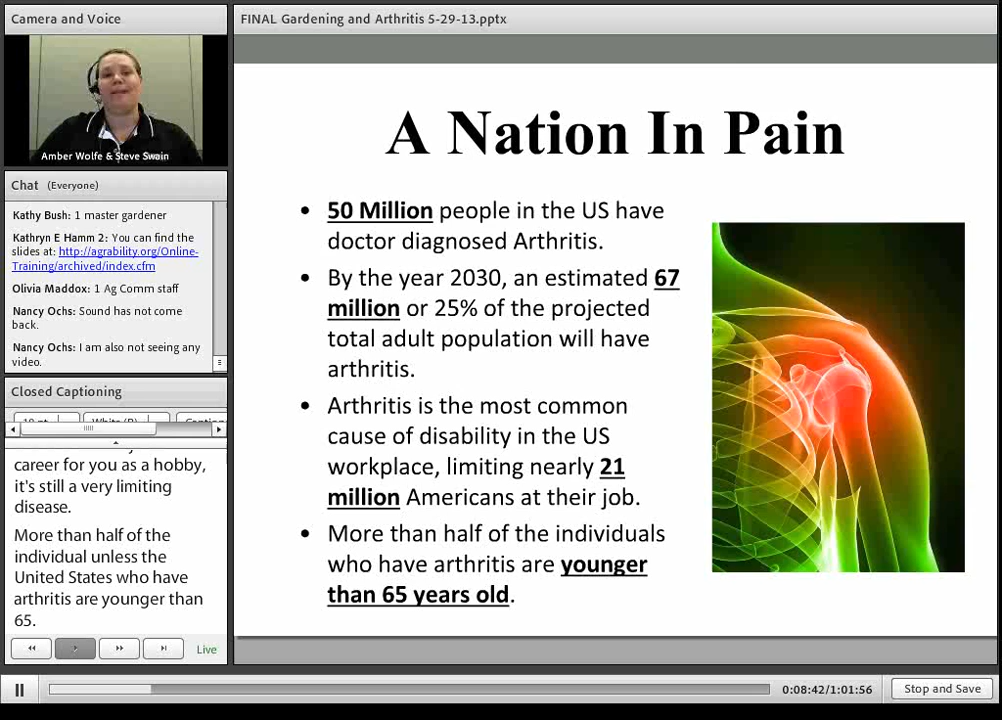 Camera and Voice
Amber Wolfe & Steve Swain
Chat (Everyone)
Kathy Bush: 1 master gardener
Kathryn E Hamm 2: You can find the
slides at: http://agrability.org/Online-
Training/archived/index.cfm
Olivia Maddox: 1 Ag Comm staff
Nancy Ochs: Sound has not come
back.
Nancy Ochs: I am also not seeing any
video.
Closed Captioning
career for you as a hobby,
it's still a very limiting
disease.
More than half of the
individual unless the
United States who have
arthritis are younger than
65.
Live
FINAL Gardening and Arthritis 5-29-13.pptx
A Nation In Pain
• 50 Million people in the US have
doctor diagnosed Arthritis.
• By the year 2030, an estimated 67
million or 25% of the projected
total adult population will have
arthritis.
• Arthritis is the most common
cause of disability in the US
workplace, limiting nearly 21
million Americans at their job.
• More than half of the individuals
who have arthritis are younger
than 65 years old.
0:08:42/1:01:56
Stop and Save